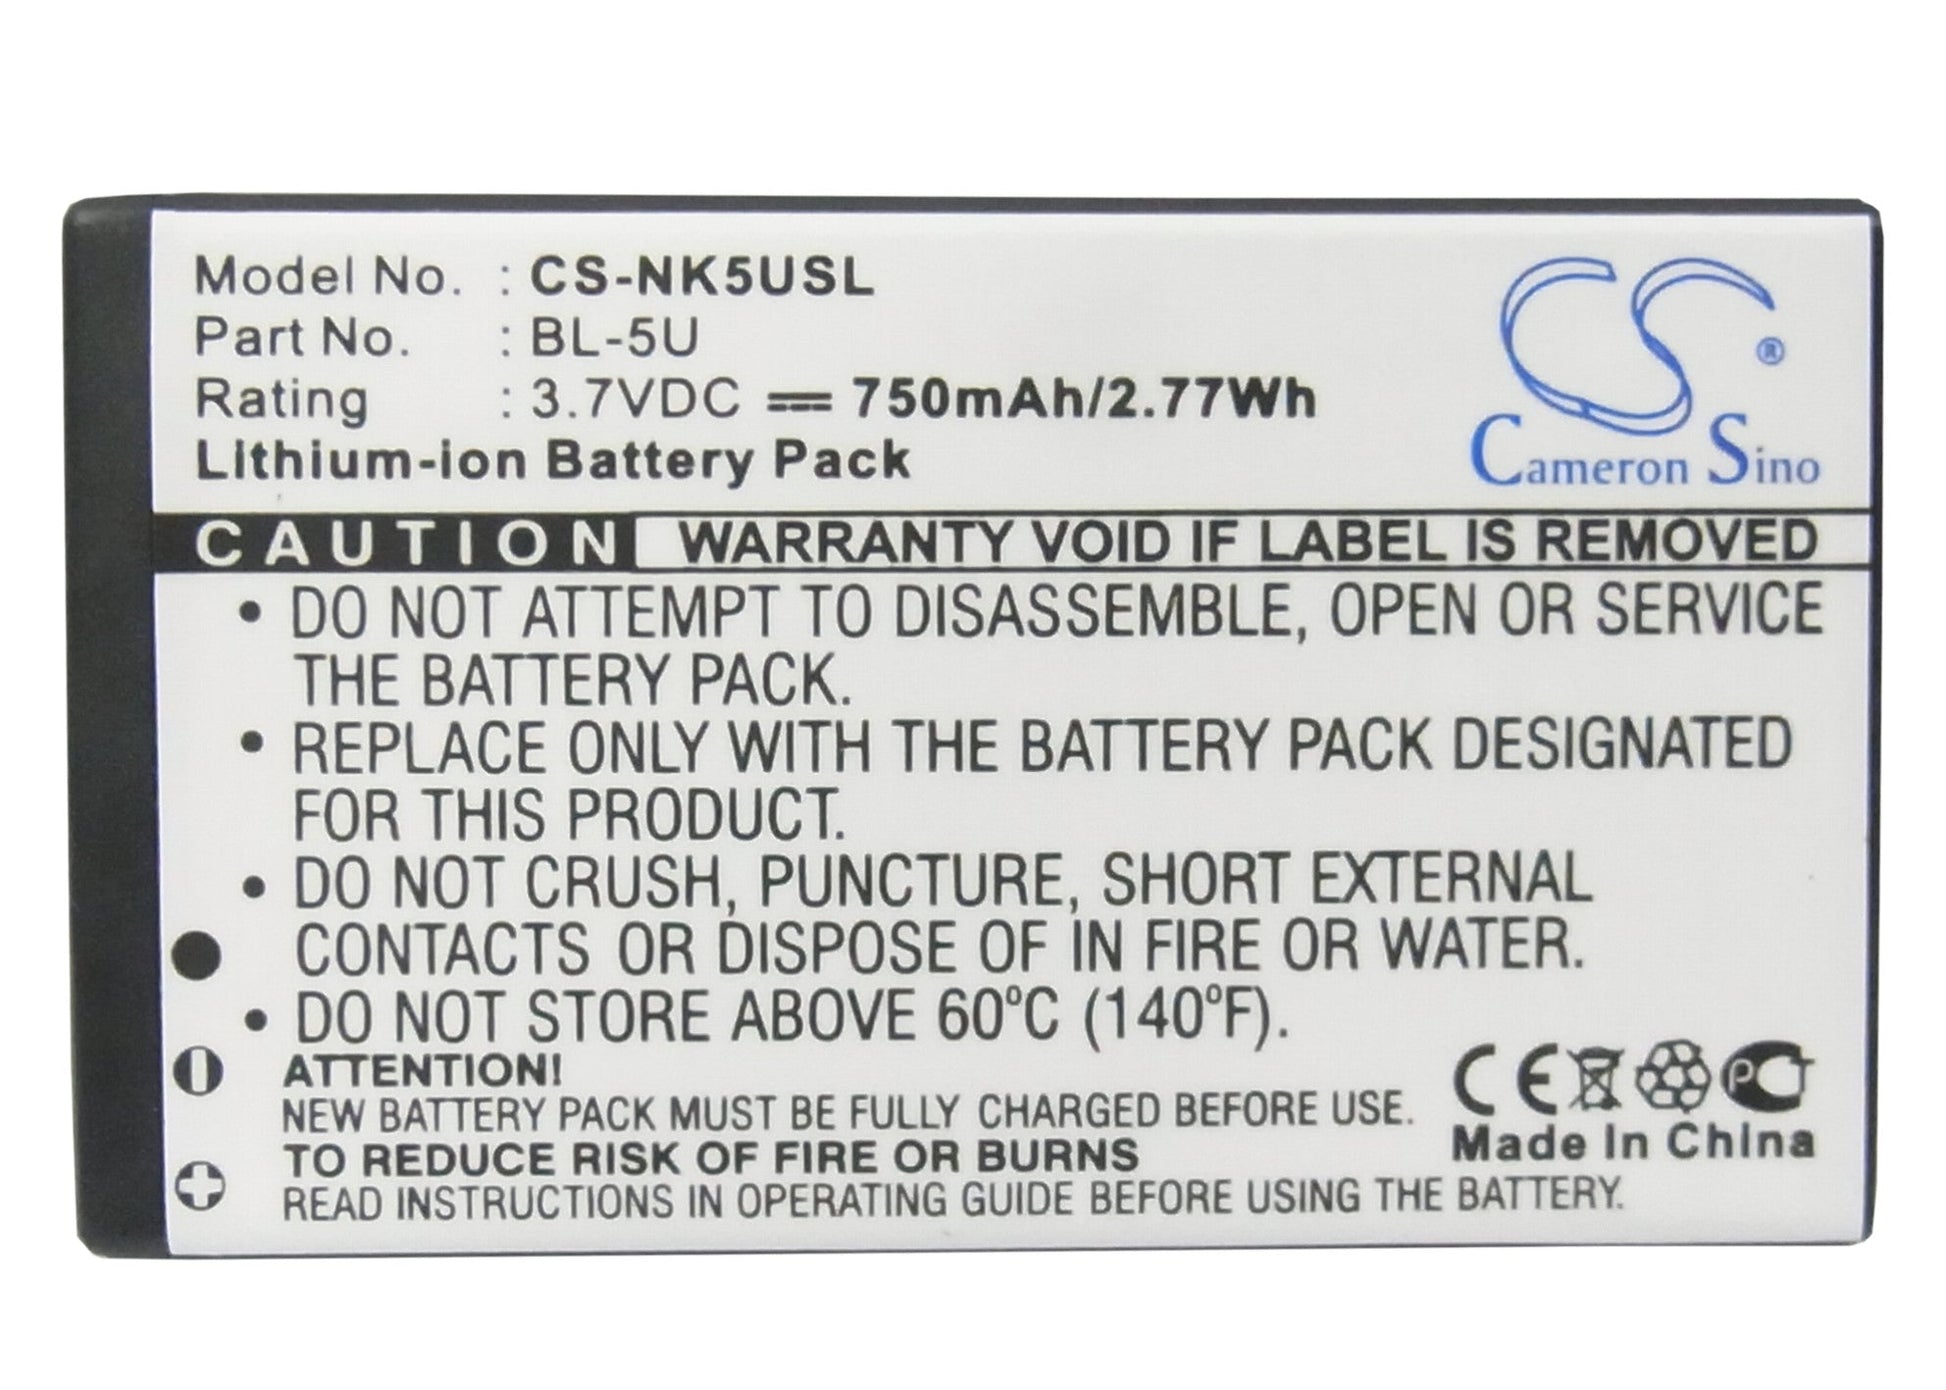 Model No. : CS-NK5USL
Part No. : BL-5U
Rating : 3.7VDC ⎓ 750mAh/2.77Wh
Lithium-ion Battery Pack
CS®
Cameron Sino
CAUTION WARRANTY VOID IF LABEL IS REMOVED
• DO NOT ATTEMPT TO DISASSEMBLE, OPEN OR SERVICE
THE BATTERY PACK.
• REPLACE ONLY WITH THE BATTERY PACK DESIGNATED
FOR THIS PRODUCT.
• DO NOT CRUSH, PUNCTURE, SHORT EXTERNAL
CONTACTS OR DISPOSE OF IN FIRE OR WATER.
• DO NOT STORE ABOVE 60ºC (140ºF).
ATTENTION!
NEW BATTERY PACK MUST BE FULLY CHARGED BEFORE USE.
TO REDUCE RISK OF FIRE OR BURNS
READ INSTRUCTIONS IN OPERATING GUIDE BEFORE USING THE BATTERY.
CE PC
Made In China